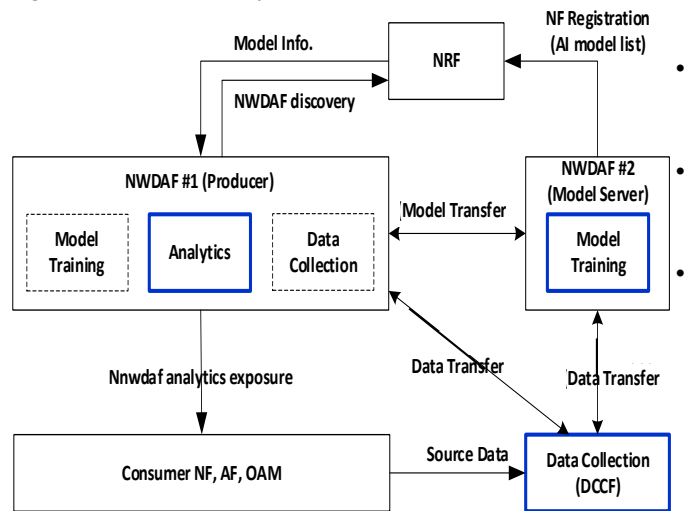 Model Info.
NWDAF discovery
NRF
NF Registration
(AI model list)
•
•
•
NWDAF #1 (Producer)
Model
Training
Analytics
Data
Collection
Model Transfer
NWDAF #2
(Model Server)
Model
Training
Nnwdaf analytics exposure
Data Transfer
Data Transfer
Consumer NF, AF, OAM
Source Data
Data Collection
(DCCF)